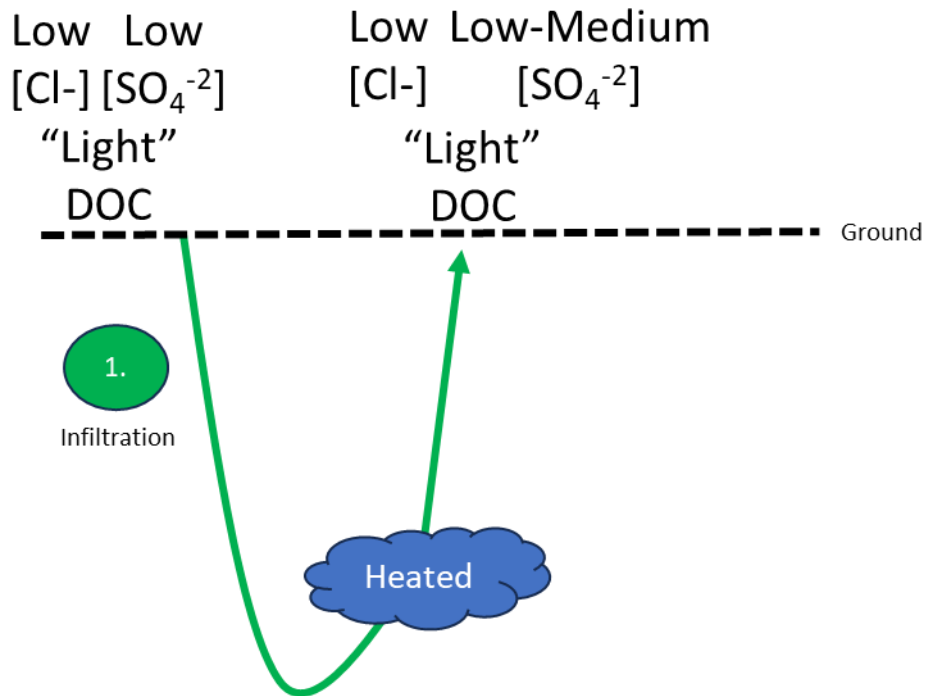 Low Low
[Cl-] [SO₄⁻²]
“Light”
DOC
Low Low-Medium
[Cl-] [SO₄⁻²]
“Light”
DOC
Ground
1.
Infiltration
Heated